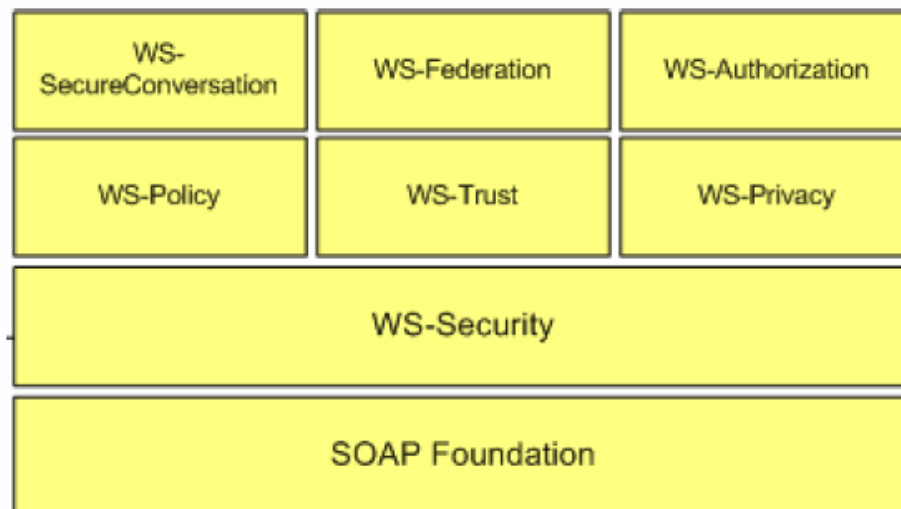 WS-
SecureConversation
WS-Federation
WS-Authorization
WS-Policy
WS-Trust
WS-Privacy
WS-Security
SOAP Foundation